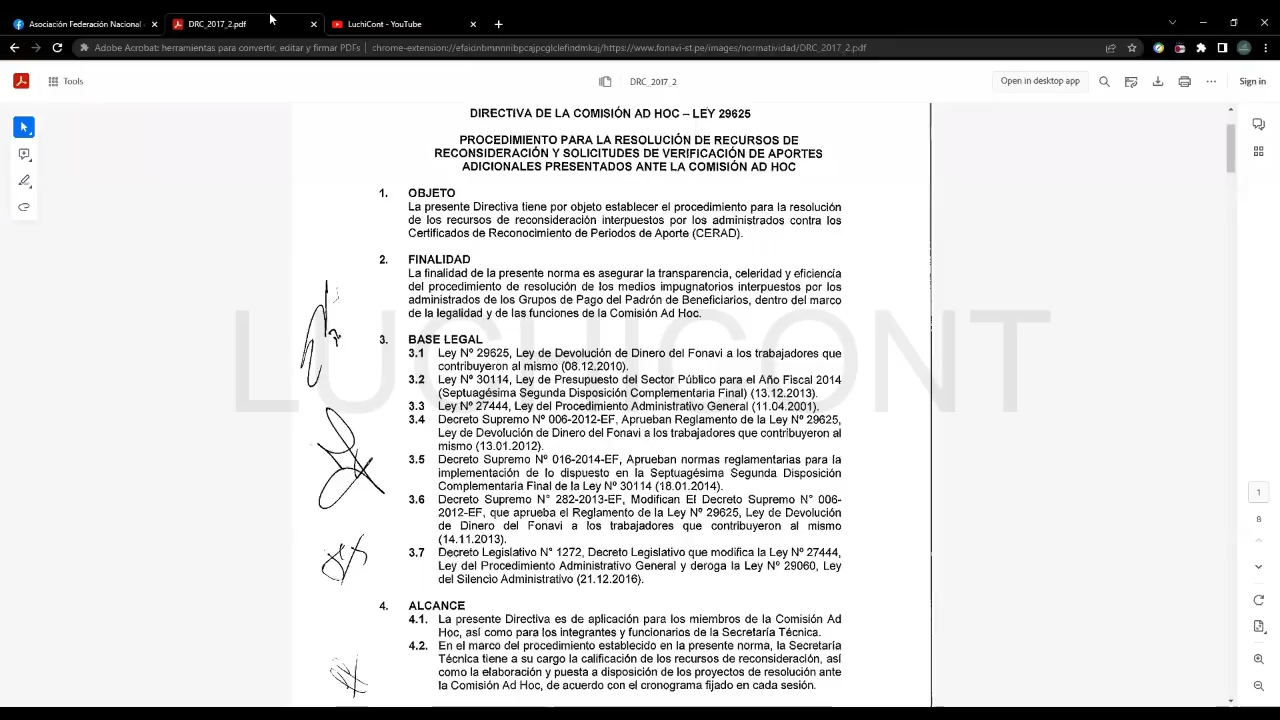 Asociación Federación Nacional
DRC_2017_2.pdf
LuchiCont - YouTube
Adobe Acrobat: herramientas para convertir, editar y firmar PDFs
chrome-extension://efaidnbmnnnibpcajpcglclefindmkaj/https://www.fonavi-st.pe/images/normatividad/DRC_2017_2.pdf
Tools
DRC_2017_2
Open in desktop app
Sign in
DIRECTIVA DE LA COMISIÓN AD HOC – LEY 29625
PROCEDIMIENTO PARA LA RESOLUCIÓN DE RECURSOS DE
RECONSIDERACIÓN Y SOLICITUDES DE VERIFICACIÓN DE APORTES
ADICIONALES PRESENTADOS ANTE LA COMISIÓN AD HOC
1. OBJETO
La presente Directiva tiene por objeto establecer el procedimiento para la resolución
de los recursos de reconsideración interpuestos por los administrados contra los
Certificados de Reconocimiento de Periodos de Aporte (CERAD).
2. FINALIDAD
La finalidad de la presente norma es asegurar la transparencia, celeridad y eficiencia
del procedimiento de resolución de los medios impugnatorios interpuestos por los
administrados de los Grupos de Pago del Padrón de Beneficiarios, dentro del marco
de la legalidad y de las funciones de la Comisión Ad Hoc.
LUCHICONT
3. BASE LEGAL
3.1 Ley Nº 29625, Ley de Devolución de Dinero del Fonavi a los trabajadores que
contribuyeron al mismo (08.12.2010).
3.2 Ley Nº 30114, Ley de Presupuesto del Sector Público para el Año Fiscal 2014
(Septuagésima Segunda Disposición Complementaria Final) (13.12.2013).
3.3 Ley Nº 27444, Ley del Procedimiento Administrativo General (11.04.2001).
3.4 Decreto Supremo Nº 006-2012-EF, Aprueban Reglamento de la Ley Nº 29625,
Ley de Devolución de Dinero del Fonavi a los trabajadores que contribuyeron al
mismo (13.01.2012).
3.5 Decreto Supremo Nº 016-2014-EF, Aprueban normas reglamentarias para la
implementación de lo dispuesto en la Septuagésima Segunda Disposición
Complementaria Final de la Ley Nº 30114 (18.01.2014).
3.6 Decreto Supremo N° 282-2013-EF, Modifican El Decreto Supremo N° 006-
2012-EF, que aprueba el Reglamento de la Ley Nº 29625, Ley de Devolución
de Dinero del Fonavi a los trabajadores que contribuyeron al mismo
(14.11.2013).
3.7 Decreto Legislativo N° 1272, Decreto Legislativo que modifica la Ley Nº 27444,
Ley del Procedimiento Administrativo General y deroga la Ley Nº 29060, Ley
del Silencio Administrativo (21.12.2016).
4. ALCANCE
4.1. La presente Directiva es de aplicación para los miembros de la Comisión Ad
Hoc, así como para los integrantes y funcionarios de la Secretaría Técnica.
4.2. En el marco del procedimiento establecido en la presente norma, la Secretaría
Técnica tiene a su cargo la calificación de los recursos de reconsideración, así
como la elaboración y puesta a disposición de los proyectos de resolución ante
la Comisión Ad Hoc, de acuerdo con el cronograma fijado en cada sesión.
1
8